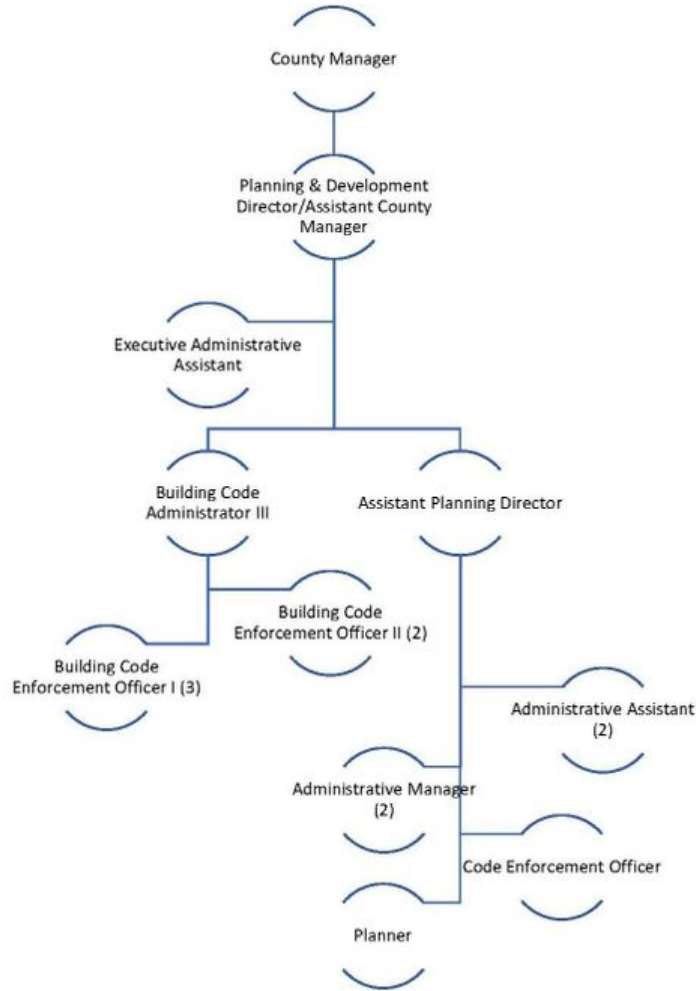 County Manager
Planning & Development
Director/Assistant County
Manager
Executive Administrative
Assistant
Building Code
Administrator III
Assistant Planning Director
Building Code
Enforcement Officer II (2)
Building Code
Enforcement Officer I (3)
Administrative Assistant
(2)
Administrative Manager
(2)
Code Enforcement Officer
Planner